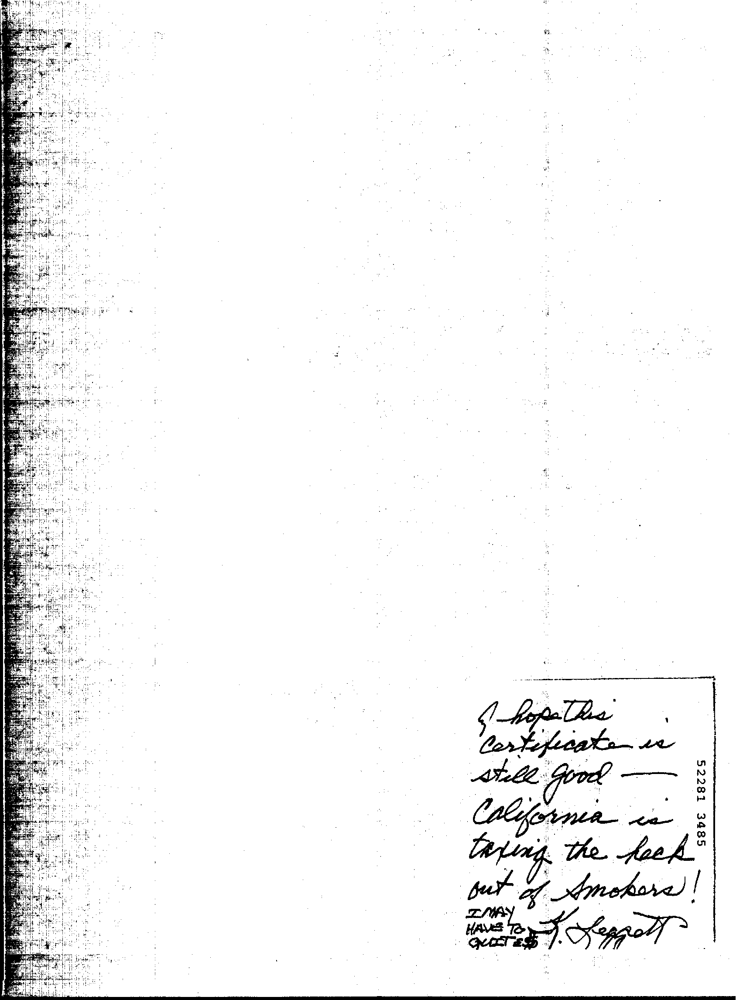 I hope This
Certificate is
still good —
California is
taxing the heck
out of Smokers!
I MAY
HAVE TO
K. Leggett
52281 3485